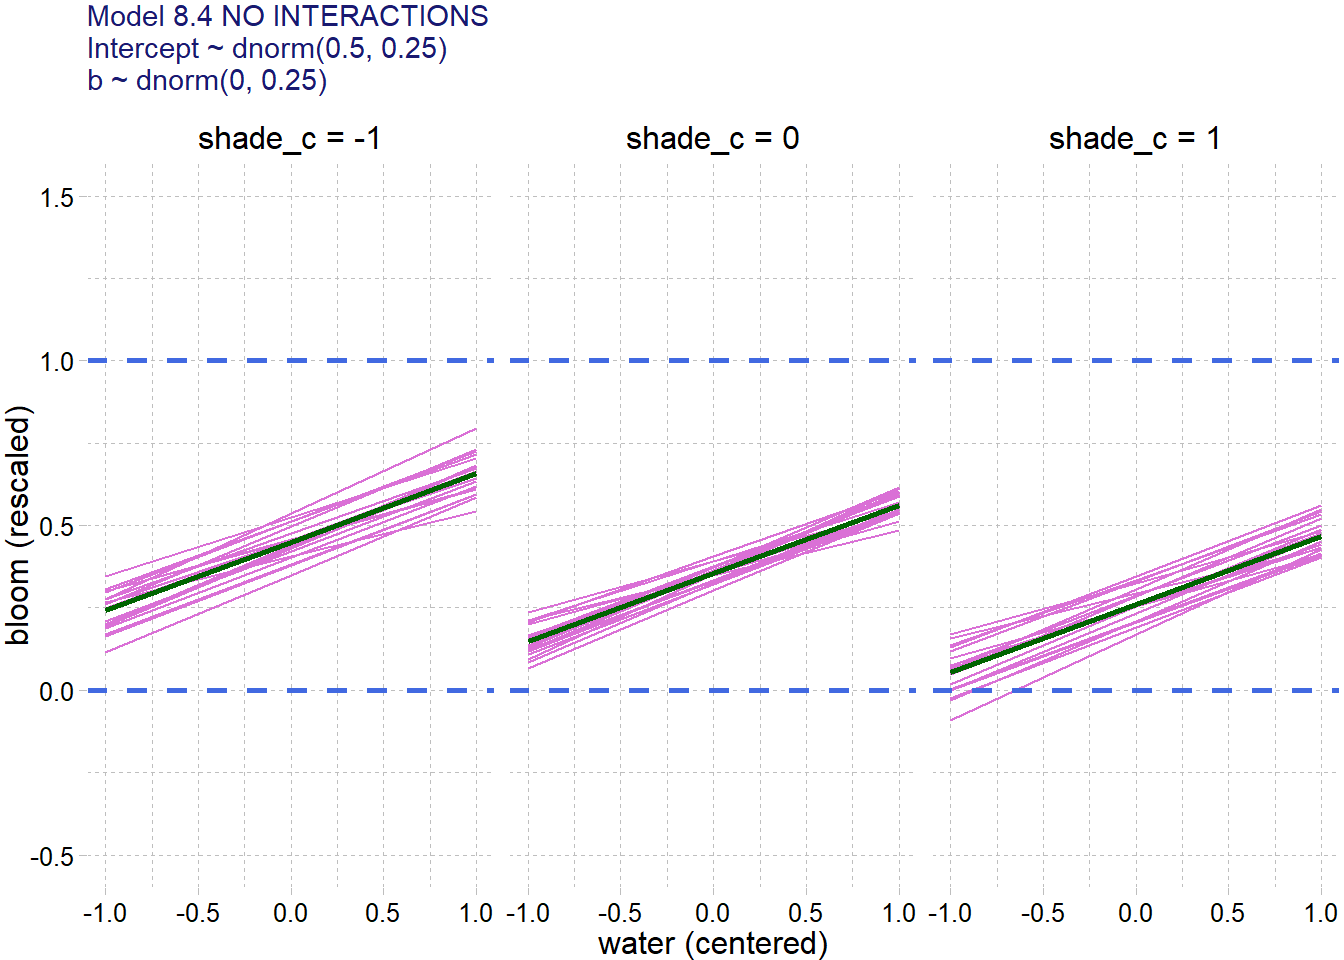 Model 8.4 NO INTERACTIONS
Intercept ~ dnorm(0.5, 0.25)
b ~ dnorm(0, 0.25)
shade_c = -1 shade_c = 0 shade_c = 1
bloom (rescaled)
1.5
1.0
0.5
0.0
-0.5
-1.0 -0.5 0.0 0.5 1.0 -1.0 -0.5 0.0 0.5 1.0 -1.0 -0.5 0.0 0.5 1.0
water (centered)